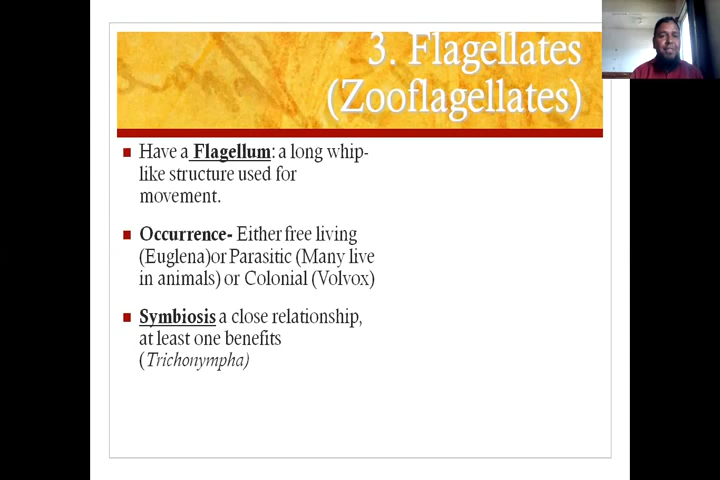 3. Flagellates
(Zooflagellates)
Have a Flagellum: a long whip-
like structure used for
movement.
Occurrence- Either free living
(Euglena)or Parasitic (Many live
in animals) or Colonial (Volvox)
Symbiosis a close relationship,
at least one benefits
(Trichonympha)